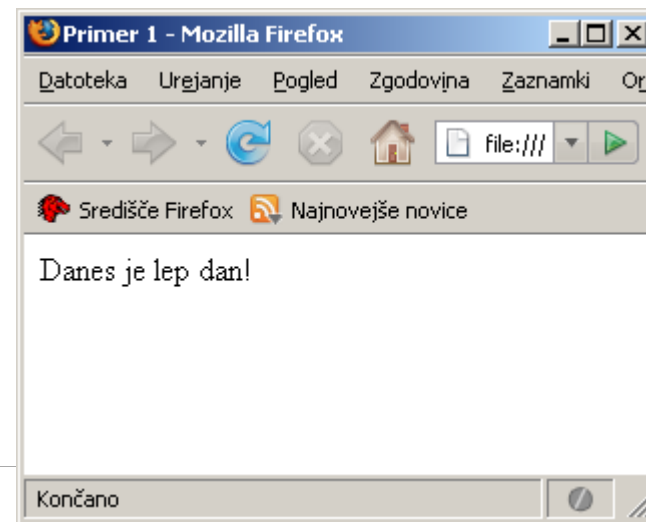 Primer 1 - Mozilla Firefox
Datoteka Urejanje Pogled Zgodovina Zaznamki
file:///
Središče Firefox Najnovejše novice
Danes je lep dan!
Končano